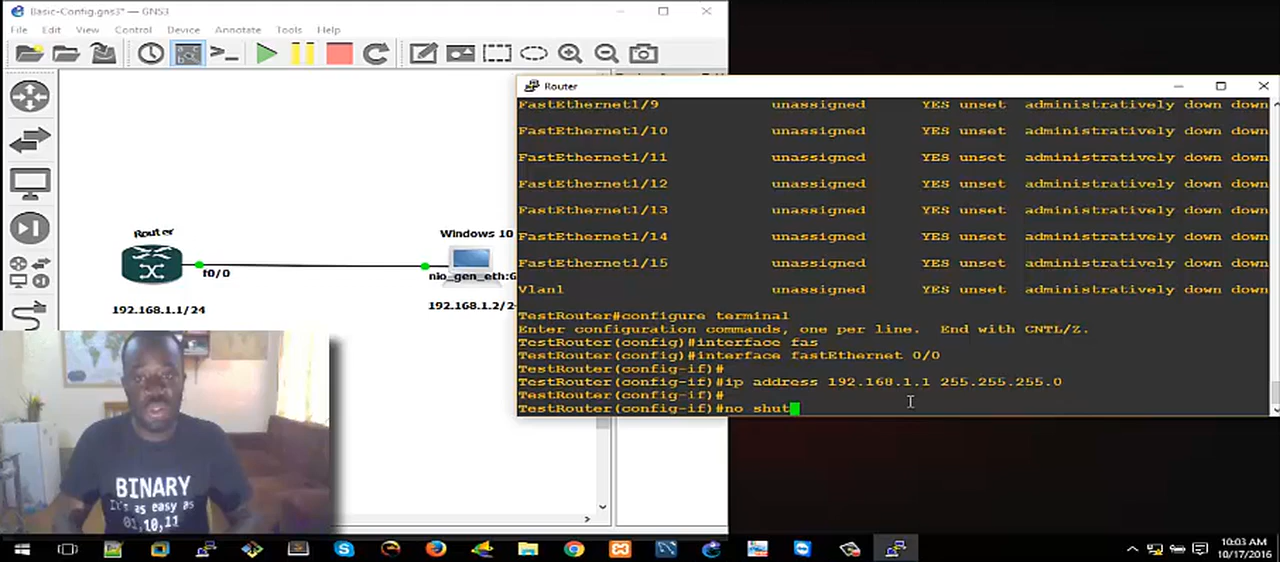 Basic-Config.gns3* — GNS3
File Edit View Control Device Annotate Tools Help
Router
FastEthernet1/9 unassigned YES unset administratively down down
FastEthernet1/10 unassigned YES unset administratively down down
FastEthernet1/11 unassigned YES unset administratively down down
FastEthernet1/12 unassigned YES unset administratively down down
FastEthernet1/13 unassigned YES unset administratively down down
FastEthernet1/14 unassigned YES unset administratively down down
FastEthernet1/15 unassigned YES unset administratively down down
Vlan1 unassigned YES unset administratively down down
TestRouter#configure terminal
Enter configuration commands, one per line. End with CNTL/Z.
TestRouter(config)#interface fas
TestRouter(config)#interface fastEthernet 0/0
TestRouter(config-if)#
TestRouter(config-if)#ip address 192.168.1.1 255.255.255.0
TestRouter(config-if)#
TestRouter(config-if)#no shut
Router
f0/0
192.168.1.1/24
Windows 10
nio_gen_eth:
192.168.1.2/2
BINARY
It's as easy as
01,10,11
10:03 AM
10/17/2016